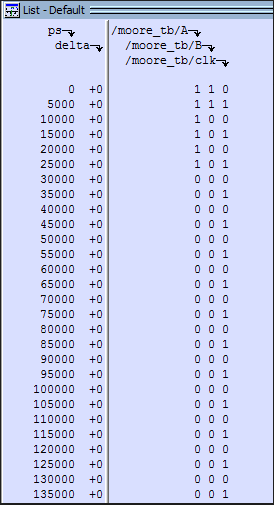 List - Default
ps /moore_tb/A
delta /moore_tb/B
/moore_tb/clk
0 +0 1 1 0
5000 +0 1 1 1
10000 +0 1 0 0
15000 +0 1 0 1
20000 +0 1 0 0
25000 +0 1 0 1
30000 +0 0 0 0
35000 +0 0 0 1
40000 +0 0 0 0
45000 +0 0 0 1
50000 +0 0 0 0
55000 +0 0 0 1
60000 +0 0 0 0
65000 +0 0 0 1
70000 +0 0 0 0
75000 +0 0 0 1
80000 +0 0 0 0
85000 +0 0 0 1
90000 +0 0 0 0
95000 +0 0 0 1
100000 +0 0 0 0
105000 +0 0 0 1
110000 +0 0 0 0
115000 +0 0 0 1
120000 +0 0 0 0
125000 +0 0 0 1
130000 +0 0 0 0
135000 +0 0 0 1